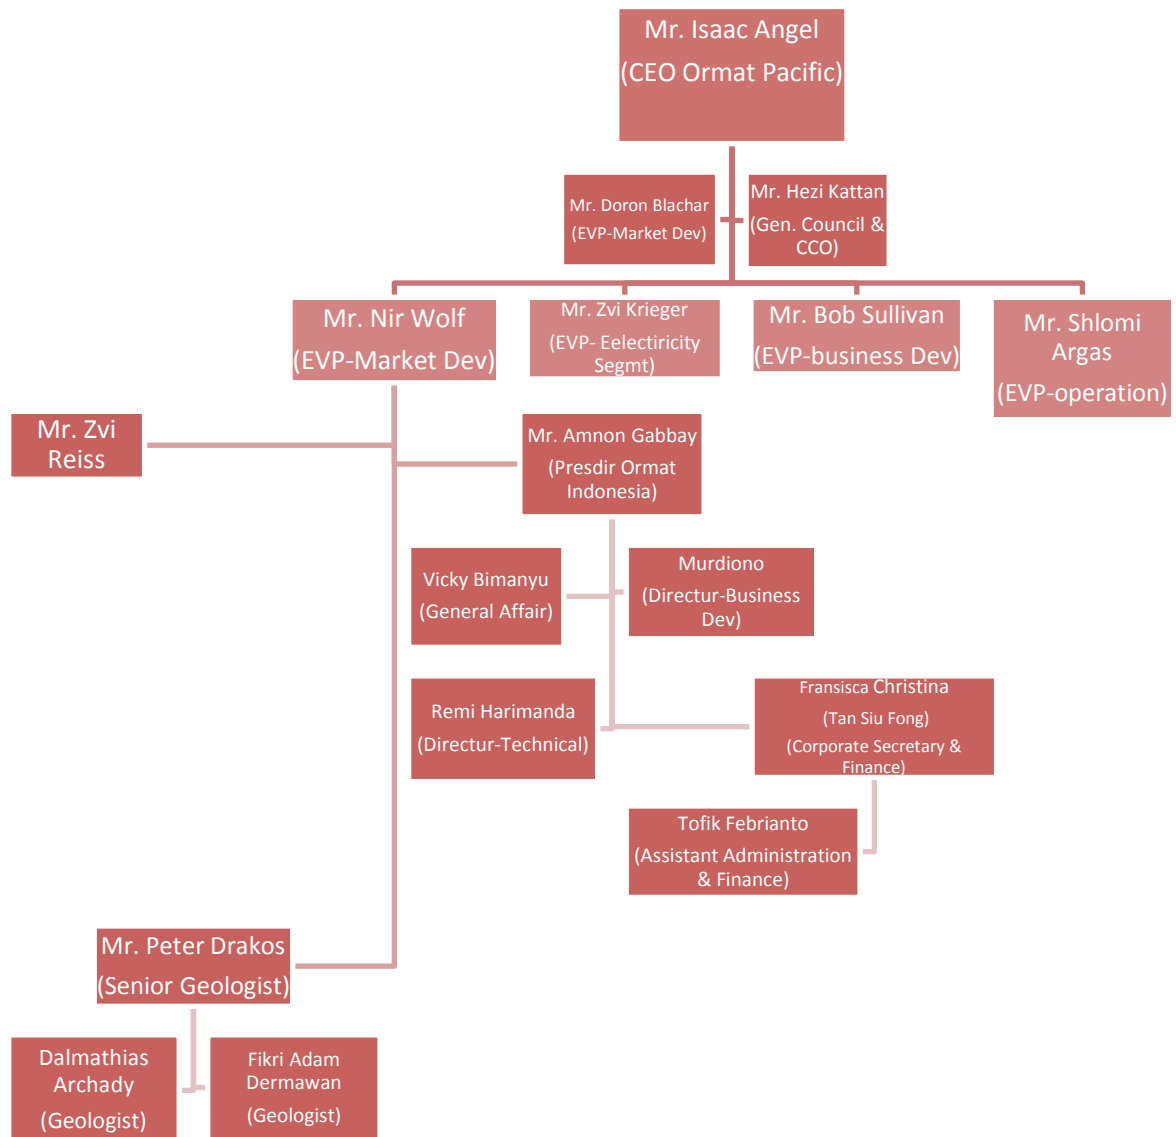 Mr. Isaac Angel
(CEO Ormat Pacific)
Mr. Doron Blachar
(EVP-Market Dev)
Mr. Hezi Kattan
(Gen. Council &
CCO)
Mr. Nir Wolf
(EVP-Market Dev)
Mr. Zvi Krieger
(EVP- Eelectiricity
Segmt)
Mr. Bob Sullivan
(EVP-business Dev)
Mr. Shlomi
Argas
(EVP-operation)
Mr. Zvi
Reiss
Mr. Amnon Gabbay
(Presdir Ormat
Indonesia)
Vicky Bimanyu
(General Affair)
Murdiono
(Directur-Business
Dev)
Remi Harimanda
(Directur-Technical)
Fransisca Christina
(Tan Siu Fong)
(Corporate Secretary &
Finance)
Tofik Febrianto
(Assistant Administration
& Finance)
Mr. Peter Drakos
(Senior Geologist)
Dalmathias
Archady
(Geologist)
Fikri Adam
Dermawan
(Geologist)